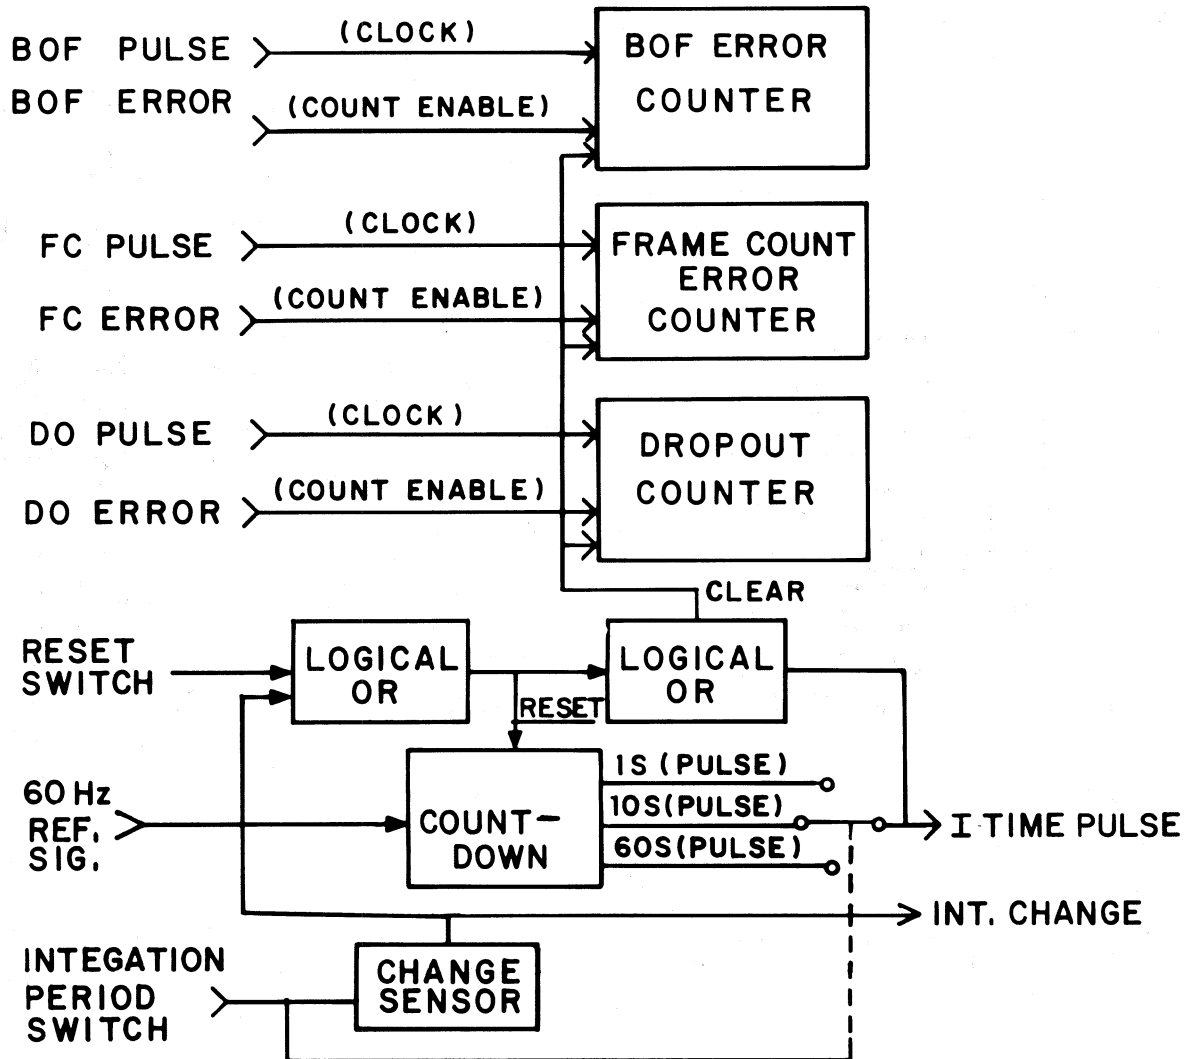 BOF PULSE
(CLOCK)
BOF ERROR
COUNTER
BOF ERROR
(COUNT ENABLE)
FC PULSE
(CLOCK)
FRAME COUNT
ERROR
COUNTER
FC ERROR
(COUNT ENABLE)
DO PULSE
(CLOCK)
DROPOUT
COUNTER
DO ERROR
(COUNT ENABLE)
CLEAR
RESET
SWITCH
LOGICAL
OR
LOGICAL
OR
RESET
60 Hz
REF.
SIG.
COUNT-
DOWN
1S (PULSE)
10S(PULSE)
60S(PULSE)
I TIME PULSE
INT. CHANGE
INTEGATION
PERIOD
SWITCH
CHANGE
SENSOR